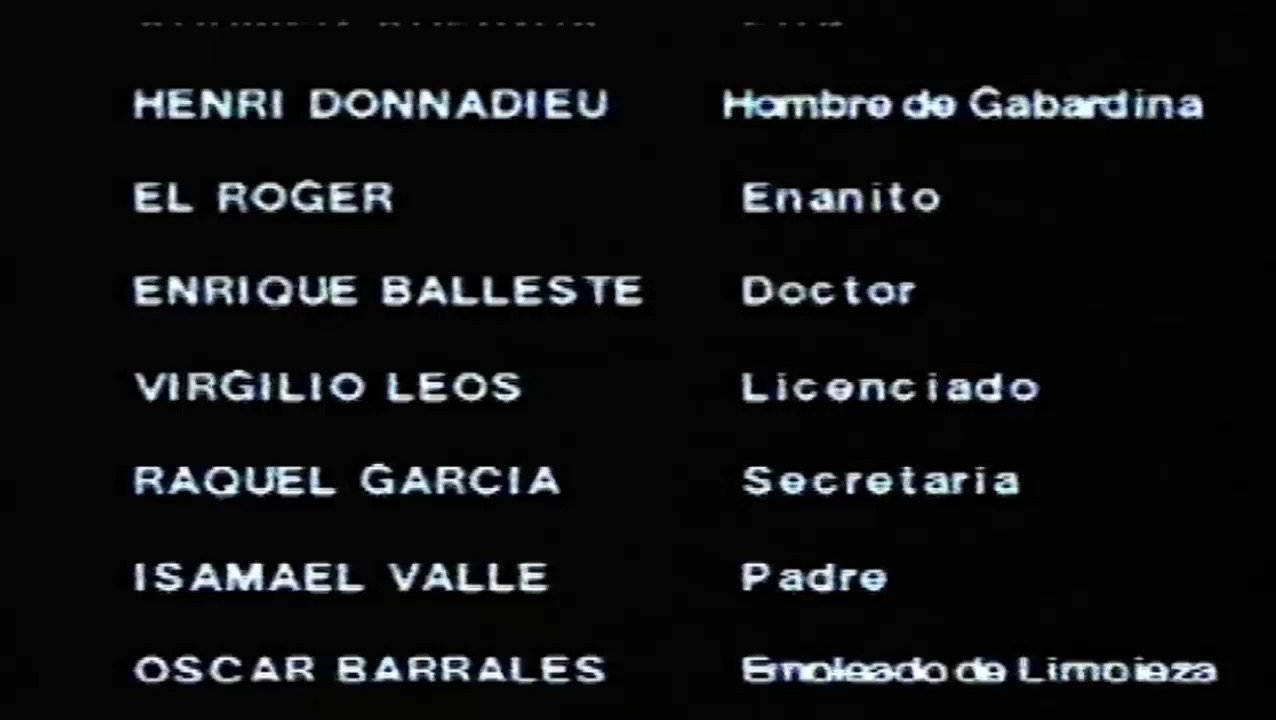 HENRI DONNADIEU Hombre de Gabardina
EL ROGER Enanito
ENRIQUE BALLESTE Doctor
VIRGILIO LEOS Licenciado
RAQUEL GARCIA Secretaria
ISAMAEL VALLE Padre
OSCAR BARRALES Empleado de Limpieza